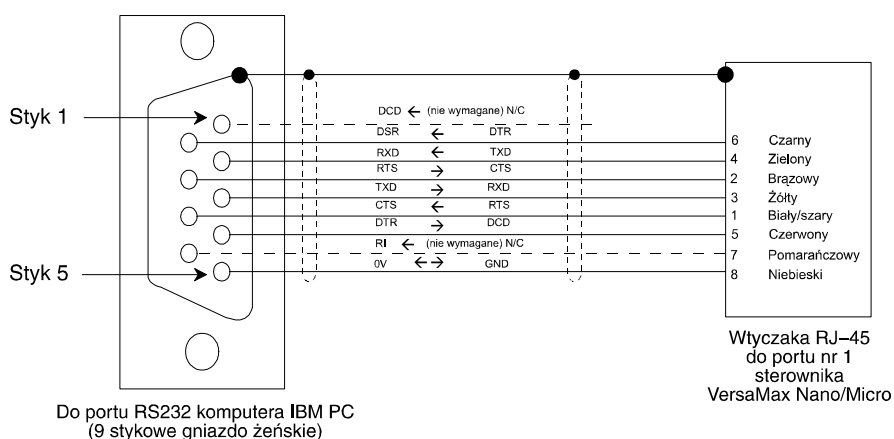 Styk 1
DCD ← (nie wymagane) N/C
DSR ← DTR
6 Czarny
RXD ← TXD
4 Zielony
RTS → CTS
2 Brązowy
TXD → RXD
3 Żółty
CTS ← RTS
1 Biały/szary
DTR → DCD
5 Czerwony
RI ← (nie wymagane) N/C
7 Pomarańczowy
Styk 5
0V ←→ GND
8 Niebieski
Wtyczaka RJ–45
do portu nr 1
sterownika
VersaMax Nano/Micro
Do portu RS232 komputera IBM PC
(9 stykowe gniazdo żeńskie)